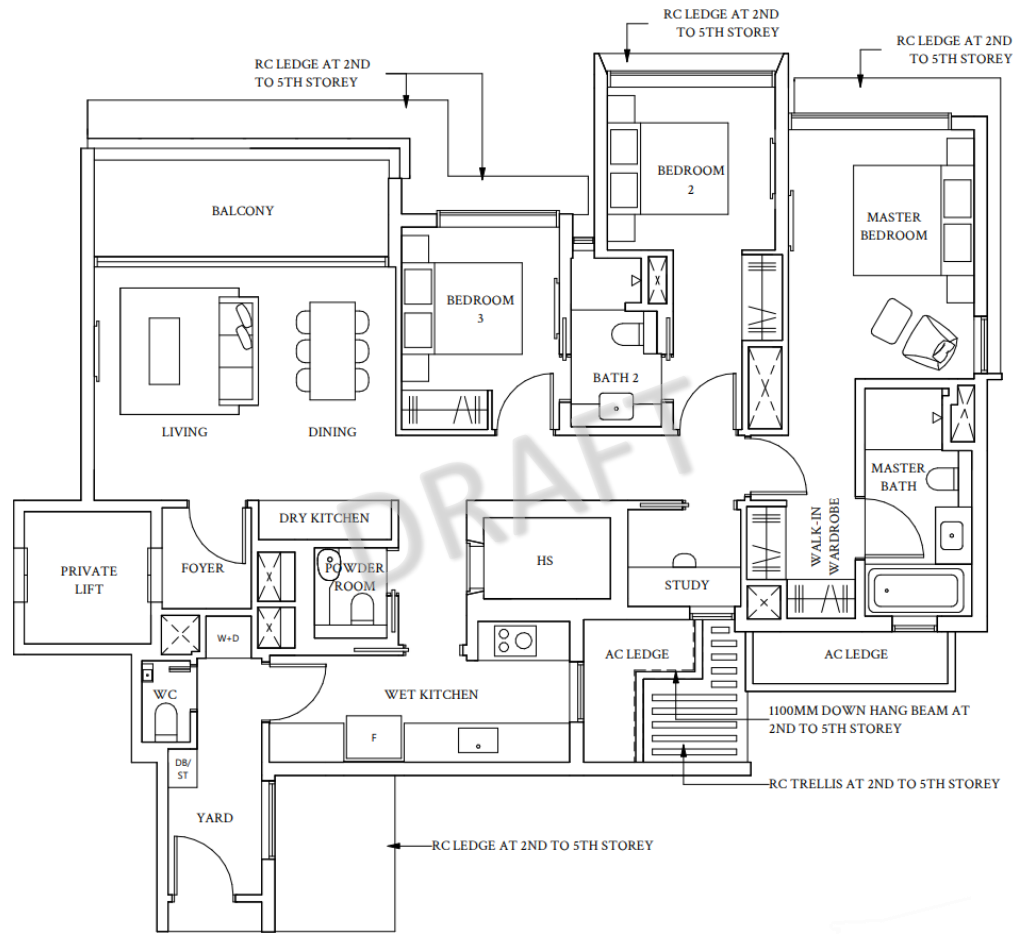 RC LEDGE AT 2ND
TO 5TH STOREY
RC LEDGE AT 2ND
TO 5TH STOREY
RC LEDGE AT 2ND
TO 5TH STOREY
BEDROOM
2
BALCONY
MASTER
BEDROOM
BEDROOM
3
BATH 2
LIVING
DINING
DRAFT
MASTER
BATH
DRY KITCHEN
WALK-IN
WARDROBE
PRIVATE
LIFT
FOYER
POWDER
ROOM
HS
STUDY
W+D
AC LEDGE
AC LEDGE
WC
WET KITCHEN
1100MM DOWN HANG BEAM AT
2ND TO 5TH STOREY
F
DB/
ST
RC TRELLIS AT 2ND TO 5TH STOREY
YARD
RC LEDGE AT 2ND TO 5TH STOREY